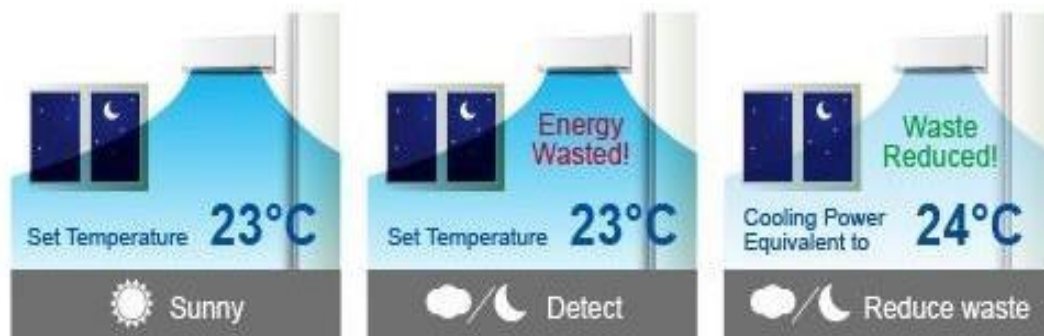 Set Temperature 23°C
Sunny
Energy
Wasted!
Set Temperature 23°C
Detect
Waste
Reduced!
Cooling Power
Equivalent to 24°C
Reduce waste